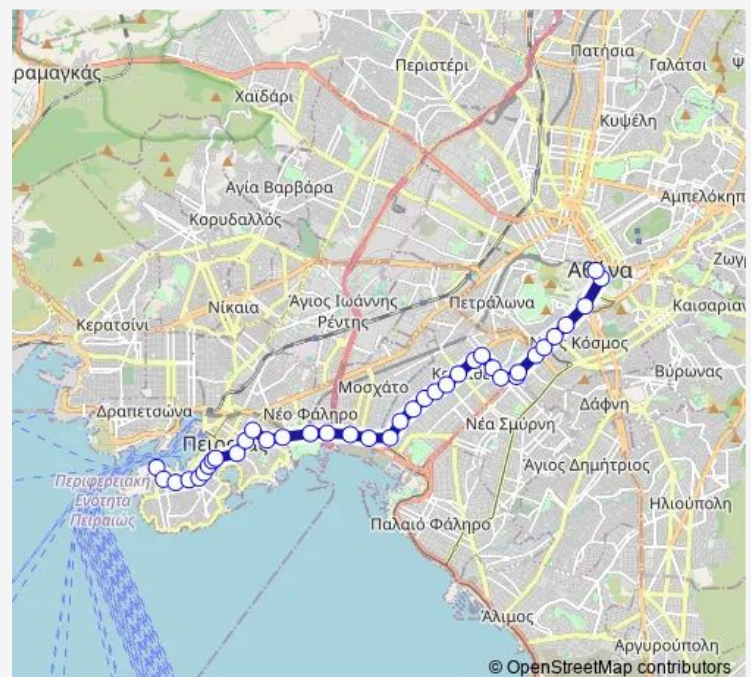 Πατήσια
Γαλάτσι
Περιστέρι
ραμαγκάς
Χαϊδάρι
Κυψέλη
Αγία Βαρβάρα
Αμπελόκηπ
Κορυδαλλός
Αθήνα
Ζωγ
Νίκαια
Άγιος Ιωάννης
Ρέντης
Πετράλωνα
Καισαριαν
Κερατσίνι
Κόσμος
Μοσχάτο
Βύρωνας
Δραπετσώνα
Νέο Φάληρο
Δάφνη
Νέα Σμύρνη
Άγιος Δημήτριος
Περιφερειακή
Ενότητα
Πειραιώς
Ηλιούπολη
Παλαιό Φάληρο
Άλιμος
Αργυρούπολη
© OpenStreetMap contributors